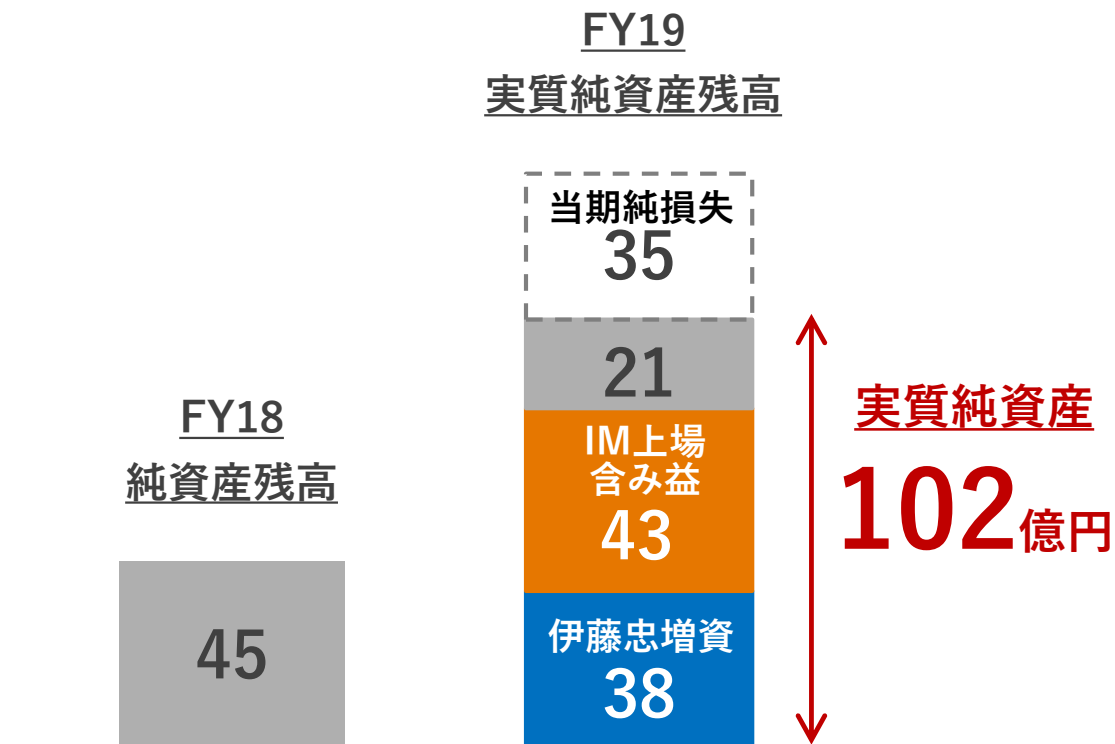 FY18
純資産残高
45
FY19
実質純資産残高
当期純損失
35
21
IM上場
含み益
43
伊藤忠増資
38
実質純資産
102億円